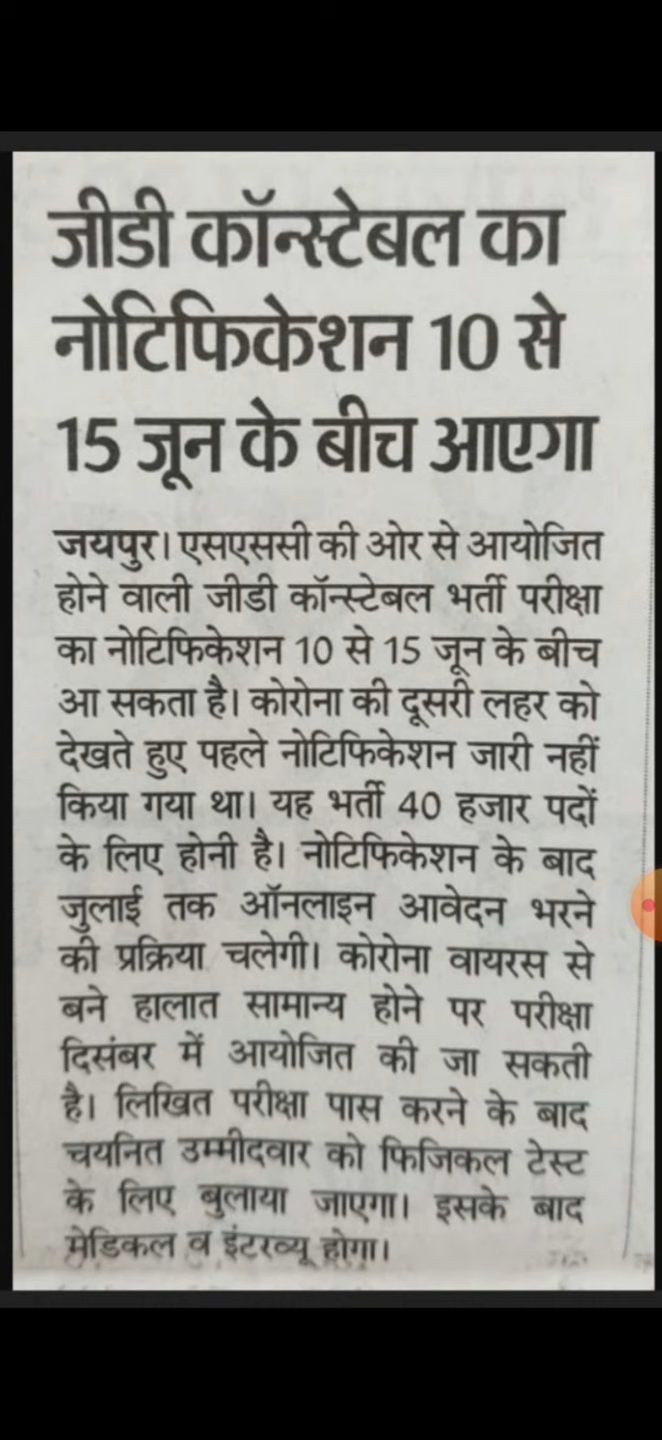 जीडी कॉन्स्टेबल का
नोटिफिकेशन 10 से
15 जून के बीच आएगा
जयपुर। एसएससी की ओर से आयोजित
होने वाली जीडी कॉन्स्टेबल भर्ती परीक्षा
का नोटिफिकेशन 10 से 15 जून के बीच
आ सकता है। कोरोना की दूसरी लहर को
देखते हुए पहले नोटिफिकेशन जारी नहीं
किया गया था। यह भर्ती 40 हजार पदों
के लिए होनी है। नोटिफिकेशन के बाद
जुलाई तक ऑनलाइन आवेदन भरने
की प्रक्रिया चलेगी। कोरोना वायरस से
बने हालात सामान्य होने पर परीक्षा
दिसंबर में आयोजित की जा सकती
है। लिखित परीक्षा पास करने के बाद
चयनित उम्मीदवार को फिजिकल टेस्ट
के लिए बुलाया जाएगा। इसके बाद
मेडिकल व इंटरव्यू होगा।